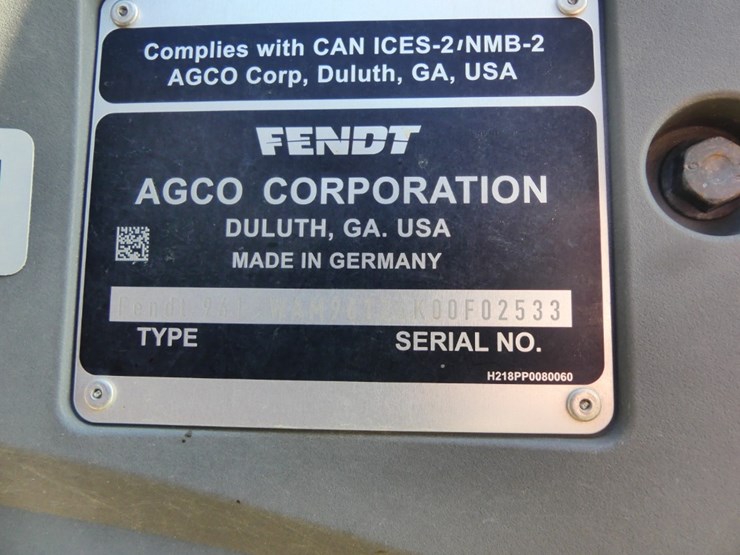 Complies with CAN ICES-2/NMB-2
AGCO Corp, Duluth, GA, USA
FENDT
AGCO CORPORATION
DULUTH, GA. USA
MADE IN GERMANY
Fendt K00F02533
TYPE SERIAL NO.
H218PP0080060